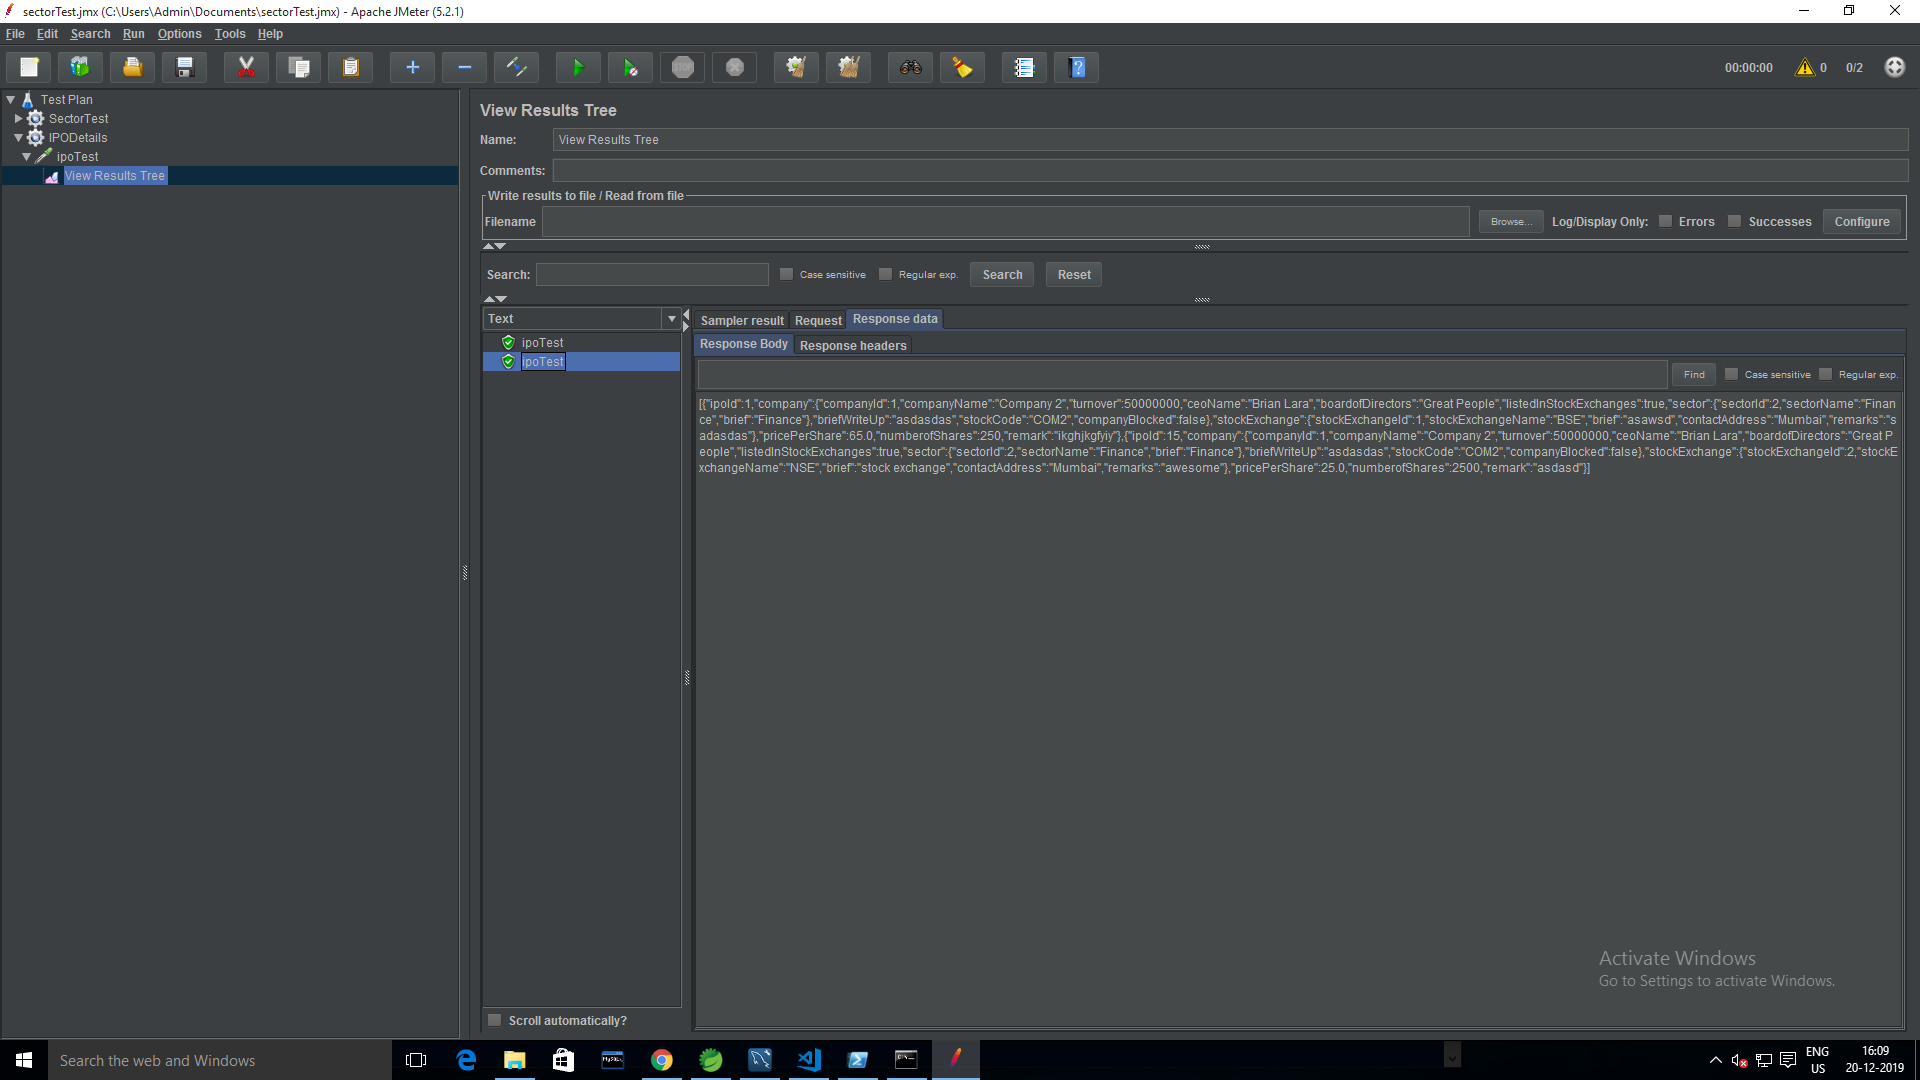 sectorTest.jmx (C:\Users\Admin\Documents\sectorTest.jmx) - Apache JMeter (5.2.1)
File Edit Search Run Options Tools Help
STOP
00:00:00 0 0/2
Test Plan
SectorTest
IPODetails
ipoTest
View Results Tree
View Results Tree
Name: View Results Tree
Comments:
Write results to file / Read from file
Filename Browse... Log/Display Only: Errors Successes Configure
Search: Case sensitive Regular exp. Search Reset
Text
ipoTest
ipoTest
Sampler result Request Response data
Response Body Response headers
Find Case sensitive Regular exp.
[{"ipoId":1,"company":{"companyId":1,"companyName":"Company 2","turnover":50000000,"ceoName":"Brian Lara","boardofDirectors":"Great People","listedInStockExchanges":true,"sector":{"sectorId":2,"sectorName":"Finan
ce","brief":"Finance"},"briefWriteUp":"asdasdas","stockCode":"COM2","companyBlocked":false},"stockExchange":{"stockExchangeId":1,"stockExchangeName":"BSE","brief":"asawsd","contactAddress":"Mumbai","remarks":"s
adasdas"},"pricePerShare":65.0,"numberofShares":250,"remark":"ikghjkgfyiy"},{"ipoId":15,"company":{"companyId":1,"companyName":"Company 2","turnover":50000000,"ceoName":"Brian Lara","boardofDirectors":"Great P
eople","listedInStockExchanges":true,"sector":{"sectorId":2,"sectorName":"Finance","brief":"Finance"},"briefWriteUp":"asdasdas","stockCode":"COM2","companyBlocked":false},"stockExchange":{"stockExchangeId":2,"stockE
xchangeName":"NSE","brief":"stock exchange","contactAddress":"Mumbai","remarks":"awesome"},"pricePerShare":25.0,"numberofShares":2500,"remark":"asdasd"}]
Activate Windows
Go to Settings to activate Windows.
Scroll automatically?
Search the web and Windows
MySQL
ENG
US
16:09
20-12-2019